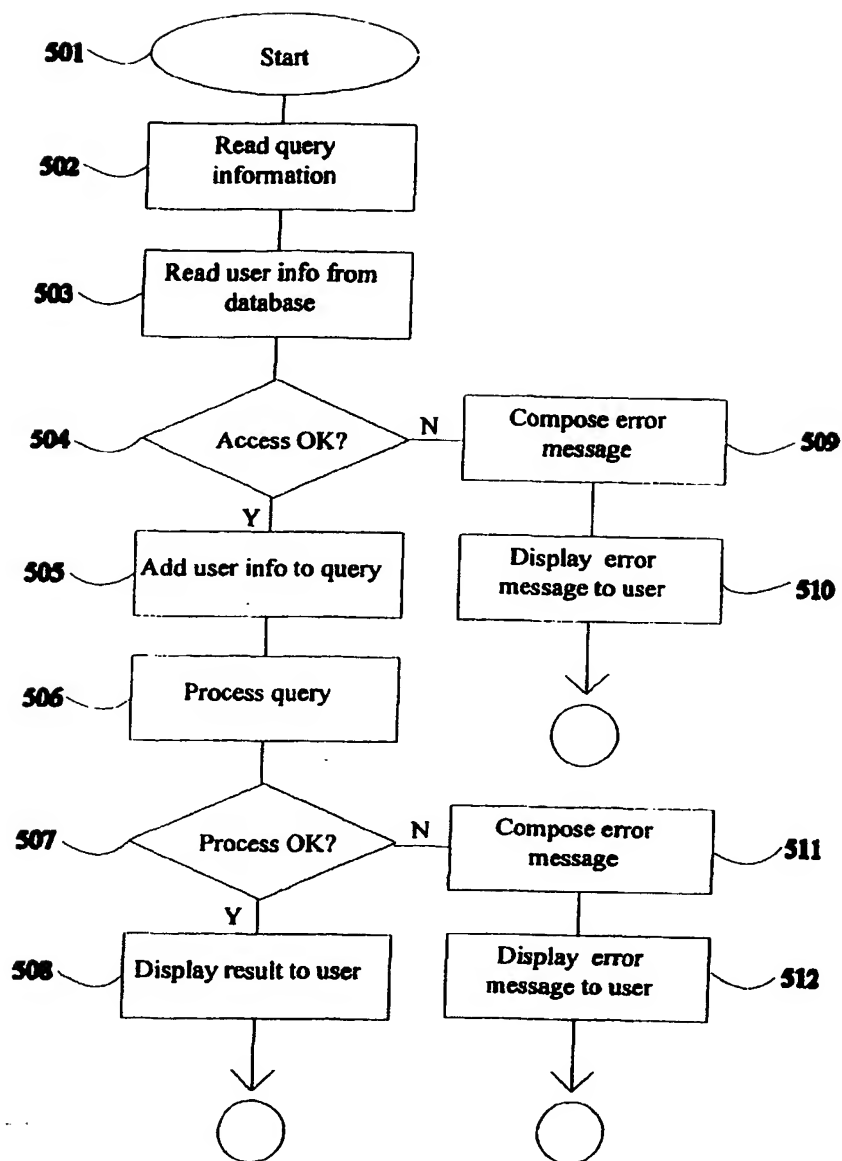 501
Start
502
Read query
information
503
Read user info from
database
504
Access OK?
N
Compose error
message
509
Y
505
Add user info to query
Display error
message to user
510
506
Process query
507
Process OK?
N
Compose error
message
511
Y
508
Display result to user
Display error
message to user
512